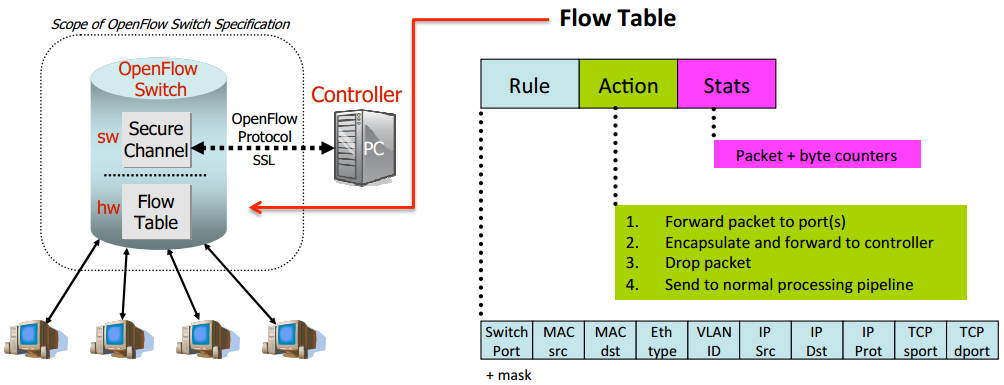 Scope of OpenFlow Switch Specification
OpenFlow
Switch
sw
Secure
Channel
hw
Flow
Table
OpenFlow
Protocol
SSL
Controller
PC
Flow Table
Rule
Action
Stats
Packet + byte counters
1. Forward packet to port(s)
2. Encapsulate and forward to controller
3. Drop packet
4. Send to normal processing pipeline
Switch Port
MAC src
MAC dst
Eth type
VLAN ID
IP Src
IP Dst
IP Prot
TCP sport
TCP dport
+ mask